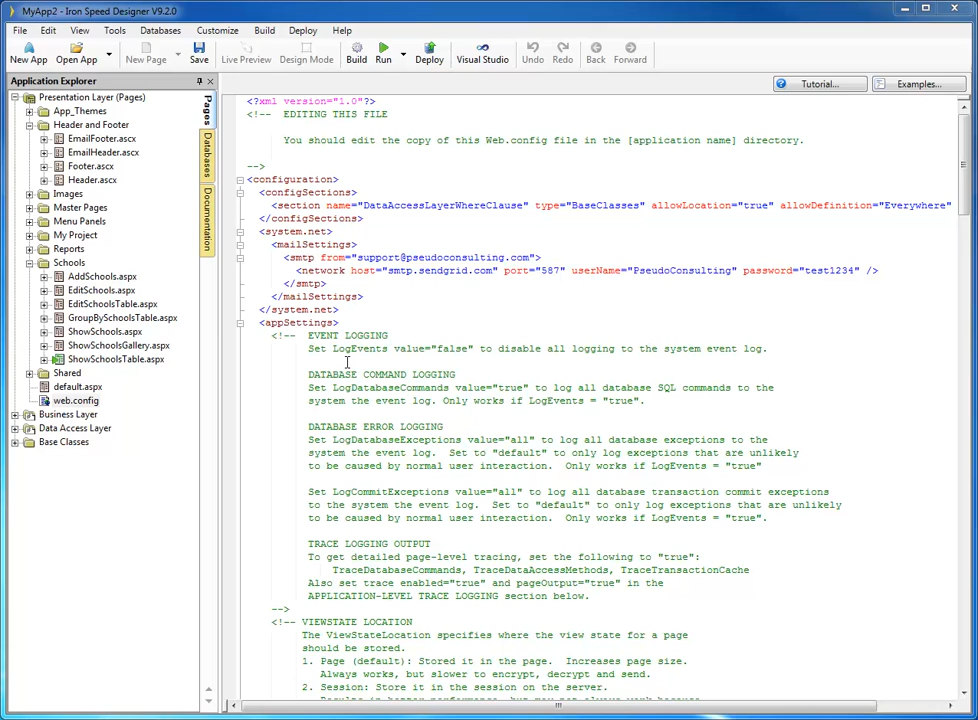 MyApp2 - Iron Speed Designer V9.2.0
File Edit View Tools Databases Customize Build Deploy Help
New App Open App New Page Save Live Preview Design Mode Build Run Deploy Visual Studio Undo Redo Back Forward
Application Explorer
Tutorial... Examples...
Presentation Layer (Pages)
App_Themes
Header and Footer
EmailFooter.ascx
EmailHeader.ascx
Footer.ascx
Header.ascx
Images
Master Pages
Menu Panels
My Project
Reports
Schools
AddSchools.aspx
EditSchools.aspx
EditSchoolsTable.aspx
GroupBySchoolsTable.aspx
ShowSchools.aspx
ShowSchoolsGallery.aspx
ShowSchoolsTable.aspx
Shared
default.aspx
web.config
Business Layer
Data Access Layer
Base Classes
Pages
Databases
Documentation
<?xml version="1.0"?>
<!-- EDITING THIS FILE
You should edit the copy of this Web.config file in the [application name] directory.
-->
<configuration>
<configSections>
<section name="DataAccessLayerWhereClause" type="BaseClasses" allowLocation="true" allowDefinition="Everywhere"
</configSections>
<system.net>
<mailSettings>
<smtp from="support@pseudoconsulting.com">
<network host="smtp.sendgrid.com" port="587" userName="PseudoConsulting" password="test1234" />
</smtp>
</mailSettings>
</system.net>
<appSettings>
<!-- EVENT LOGGING
Set LogEvents value="false" to disable all logging to the system event log.
DATABASE COMMAND LOGGING
Set LogDatabaseCommands value="true" to log all database SQL commands to the
system the event log. Only works if LogEvents = "true".
DATABASE ERROR LOGGING
Set LogDatabaseExceptions value="all" to log all database exceptions to the
system the event log. Set to "default" to only log exceptions that are unlikely
to be caused by normal user interaction. Only works if LogEvents = "true"
Set LogCommitExceptions value="all" to log all database transaction commit exceptions
to the system the event log. Set to "default" to only log exceptions that are unlikely
to be caused by normal user interaction. Only works if LogEvents = "true".
TRACE LOGGING OUTPUT
To get detailed page-level tracing, set the following to "true":
TraceDatabaseCommands, TraceDataAccessMethods, TraceTransactionCache
Also set trace enabled="true" and pageOutput="true" in the
APPLICATION-LEVEL TRACE LOGGING section below.
-->
<!-- VIEWSTATE LOCATION
The ViewStateLocation specifies where the view state for a page
should be stored.
1. Page (default): Stored it in the page. Increases page size.
Always works, but slower to encrypt, decrypt and send.
2. Session: Store it in the session on the server.